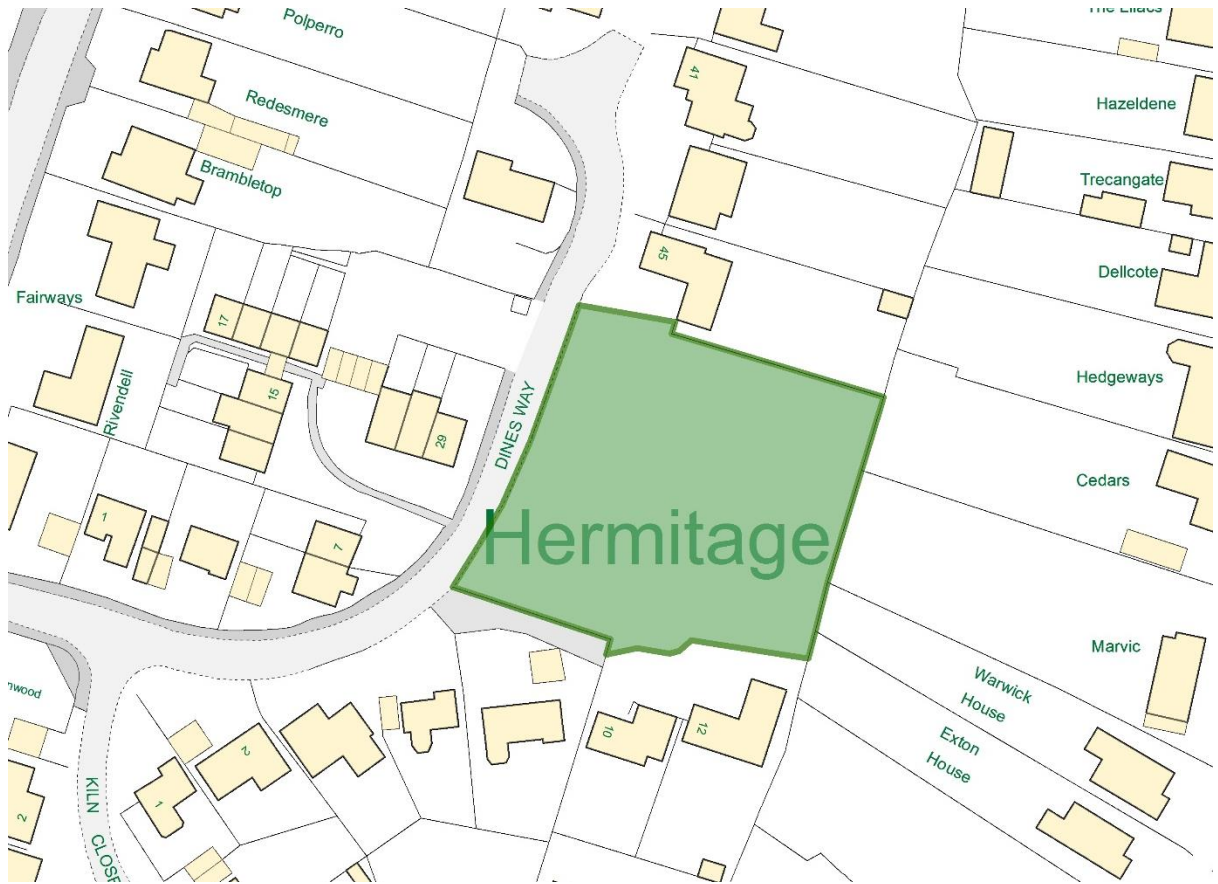 Polperro
The Lilacs
41
Redesmere
Hazeldene
Brambletop
Trecangate
45
Dellcote
Fairways
17
Rivendell
15
Hedgeways
DINES WAY
29
Cedars
Hermitage
1
7
Marvic
Warwick
House
Exton
House
nwood
10
12
2
1
2
KILN CLOSE